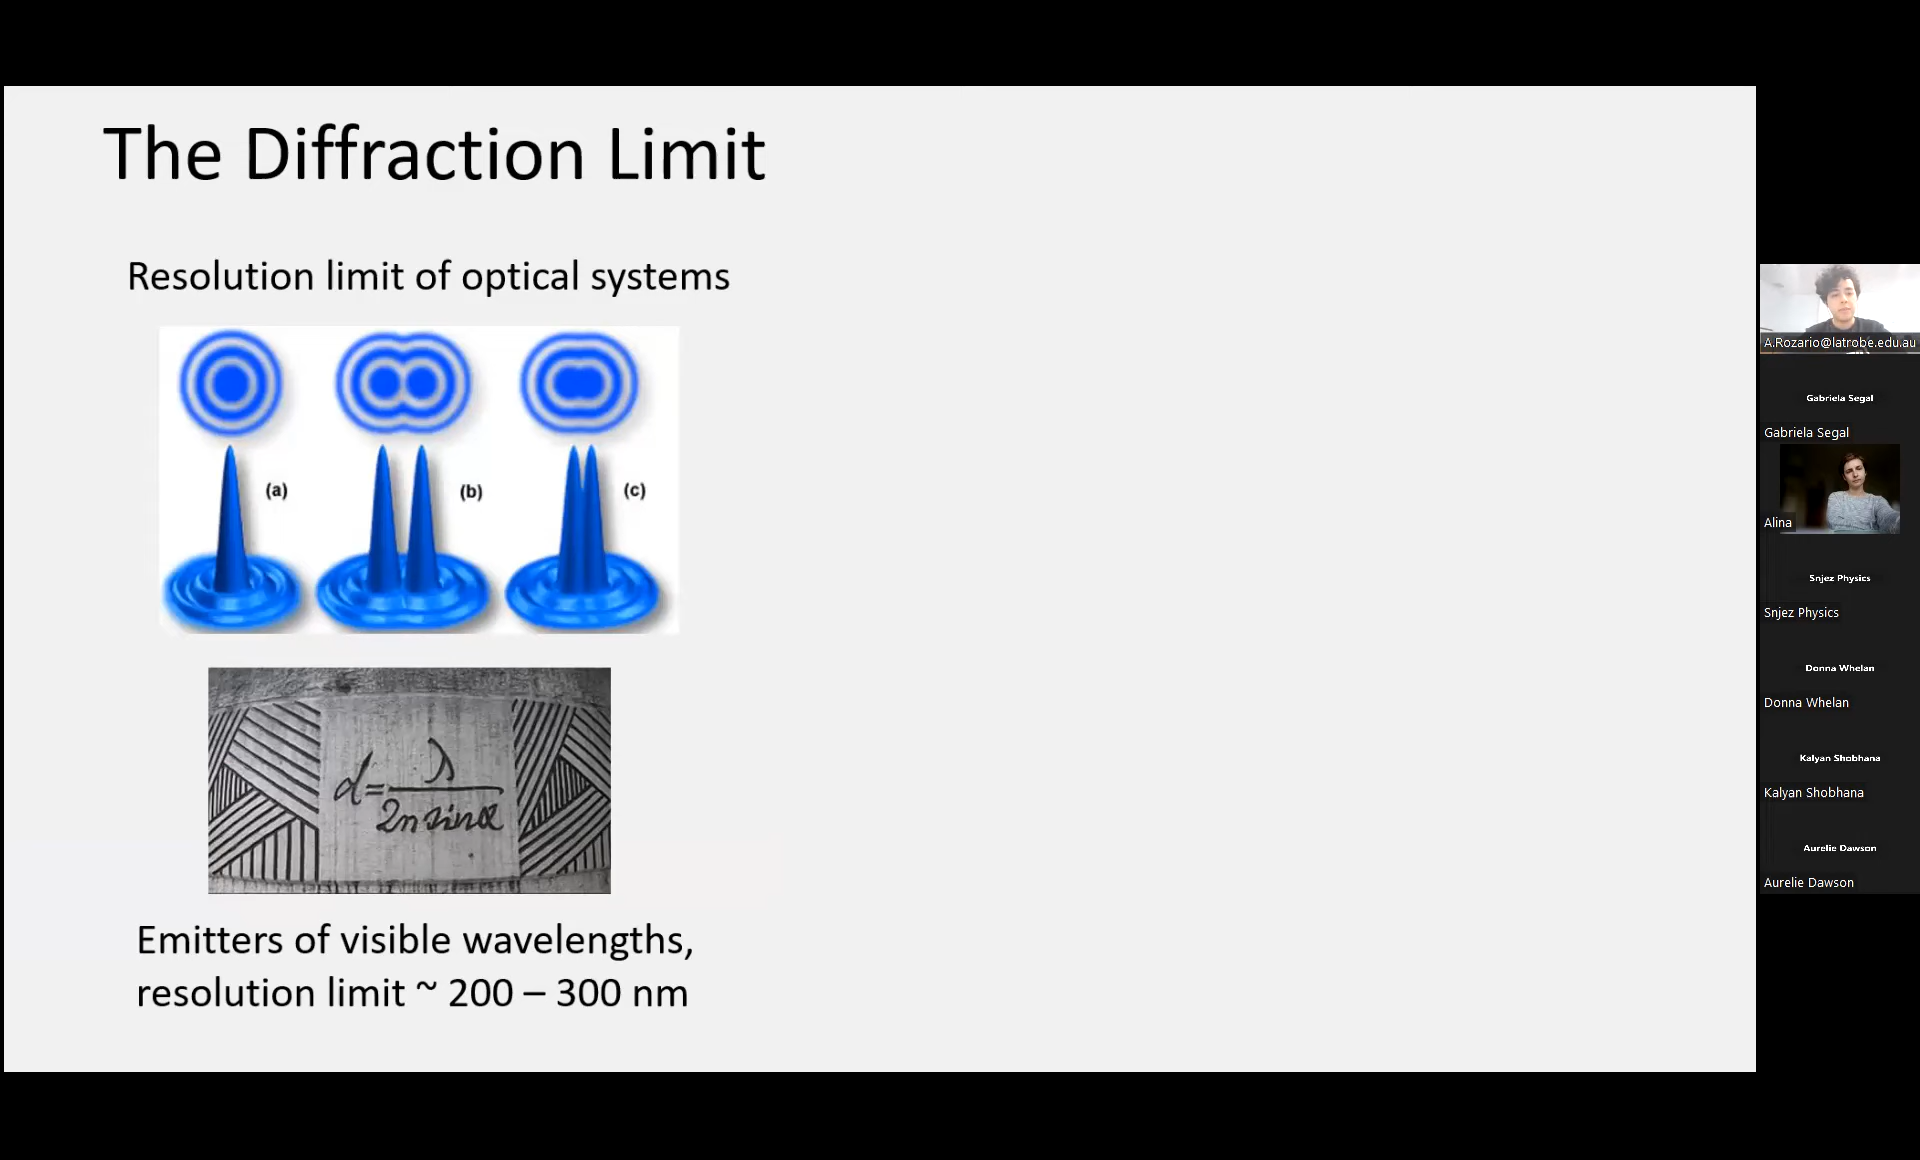 The Diffraction Limit
Resolution limit of optical systems
(a)
(b)
(c)
d=λ/2n sinα
Emitters of visible wavelengths,
resolution limit ~ 200 – 300 nm
A.Rozario@latrobe.edu.au
Gabriela Segal
Gabriela Segal
Alina
Snjez Physics
Snjez Physics
Donna Whelan
Donna Whelan
Kalyan Shobhana
Kalyan Shobhana
Aurelie Dawson
Aurelie Dawson